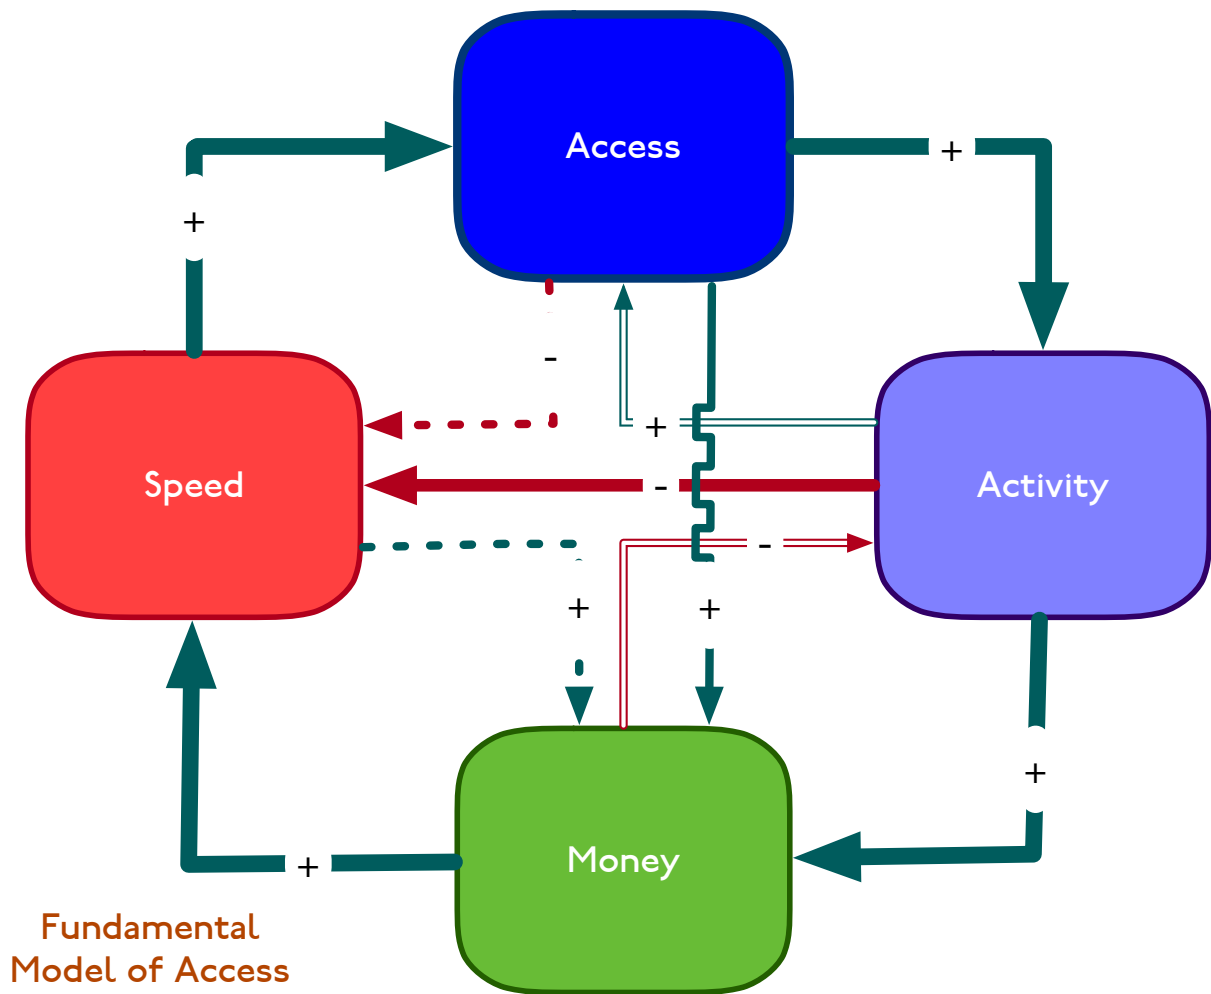 Access
+
+
-
+
Speed
-
Activity
-
+
+
+
Money
+
Fundamental
Model of Access